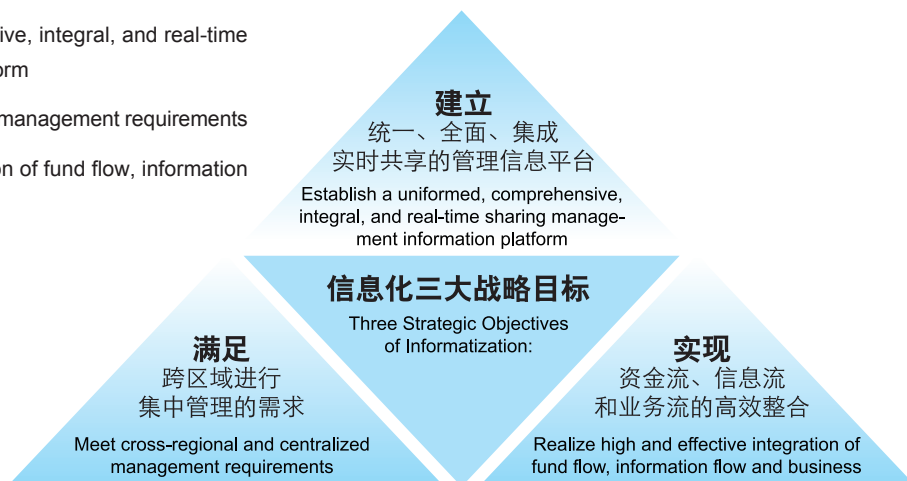 ive, integral, and real-time
orm
management requirements
on of fund flow, information
建立
统一、全面、集成
实时共享的管理信息平台
Establish a uniformed, comprehensive,
integral, and real-time sharing manage-
ment information platform
信息化三大战略目标
Three Strategic Objectives
of Informatization:
满足
跨区域进行
集中管理的需求
Meet cross-regional and centralized
management requirements
实现
资金流、信息流
和业务流的高效整合
Realize high and effective integration of
fund flow, information flow and business